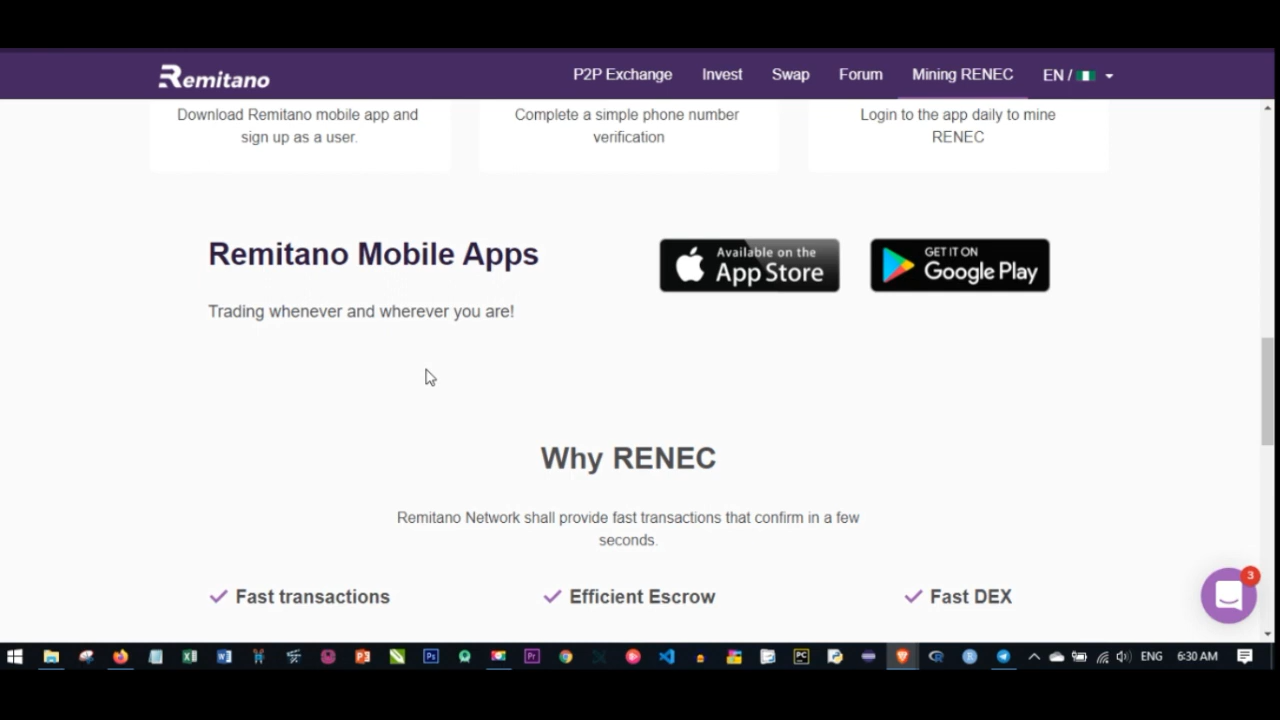 Remitano
P2P Exchange Invest Swap Forum Mining RENEC EN /
Download Remitano mobile app and
sign up as a user.
Complete a simple phone number
verification
Login to the app daily to mine
RENEC
Remitano Mobile Apps
Trading whenever and wherever you are!
Available on the
App Store
GET IT ON
Google Play
Why RENEC
Remitano Network shall provide fast transactions that confirm in a few
seconds.
Fast transactions
Efficient Escrow
Fast DEX
3
ENG 6:30 AM